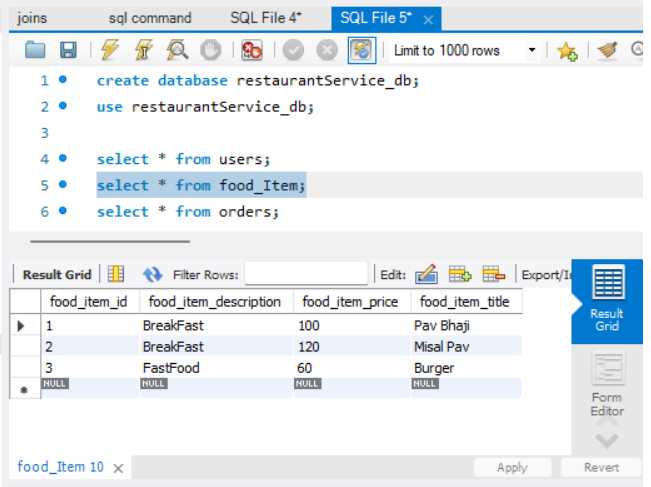 joins sql command SQL File 4* SQL File 5* ×
Limit to 1000 rows
1 create database restaurantService_db;
2 use restaurantService_db;
3
4 select * from users;
5 select * from food_Item;
6 select * from orders;
Result Grid Filter Rows: Edit: Export/I
food_item_id food_item_description food_item_price food_item_title
1 BreakFast 100 Pav Bhaji
2 BreakFast 120 Misal Pav
3 FastFood 60 Burger
NULL NULL NULL NULL
Result
Grid
Form
Editor
food_Item 10 ×
Apply Revert